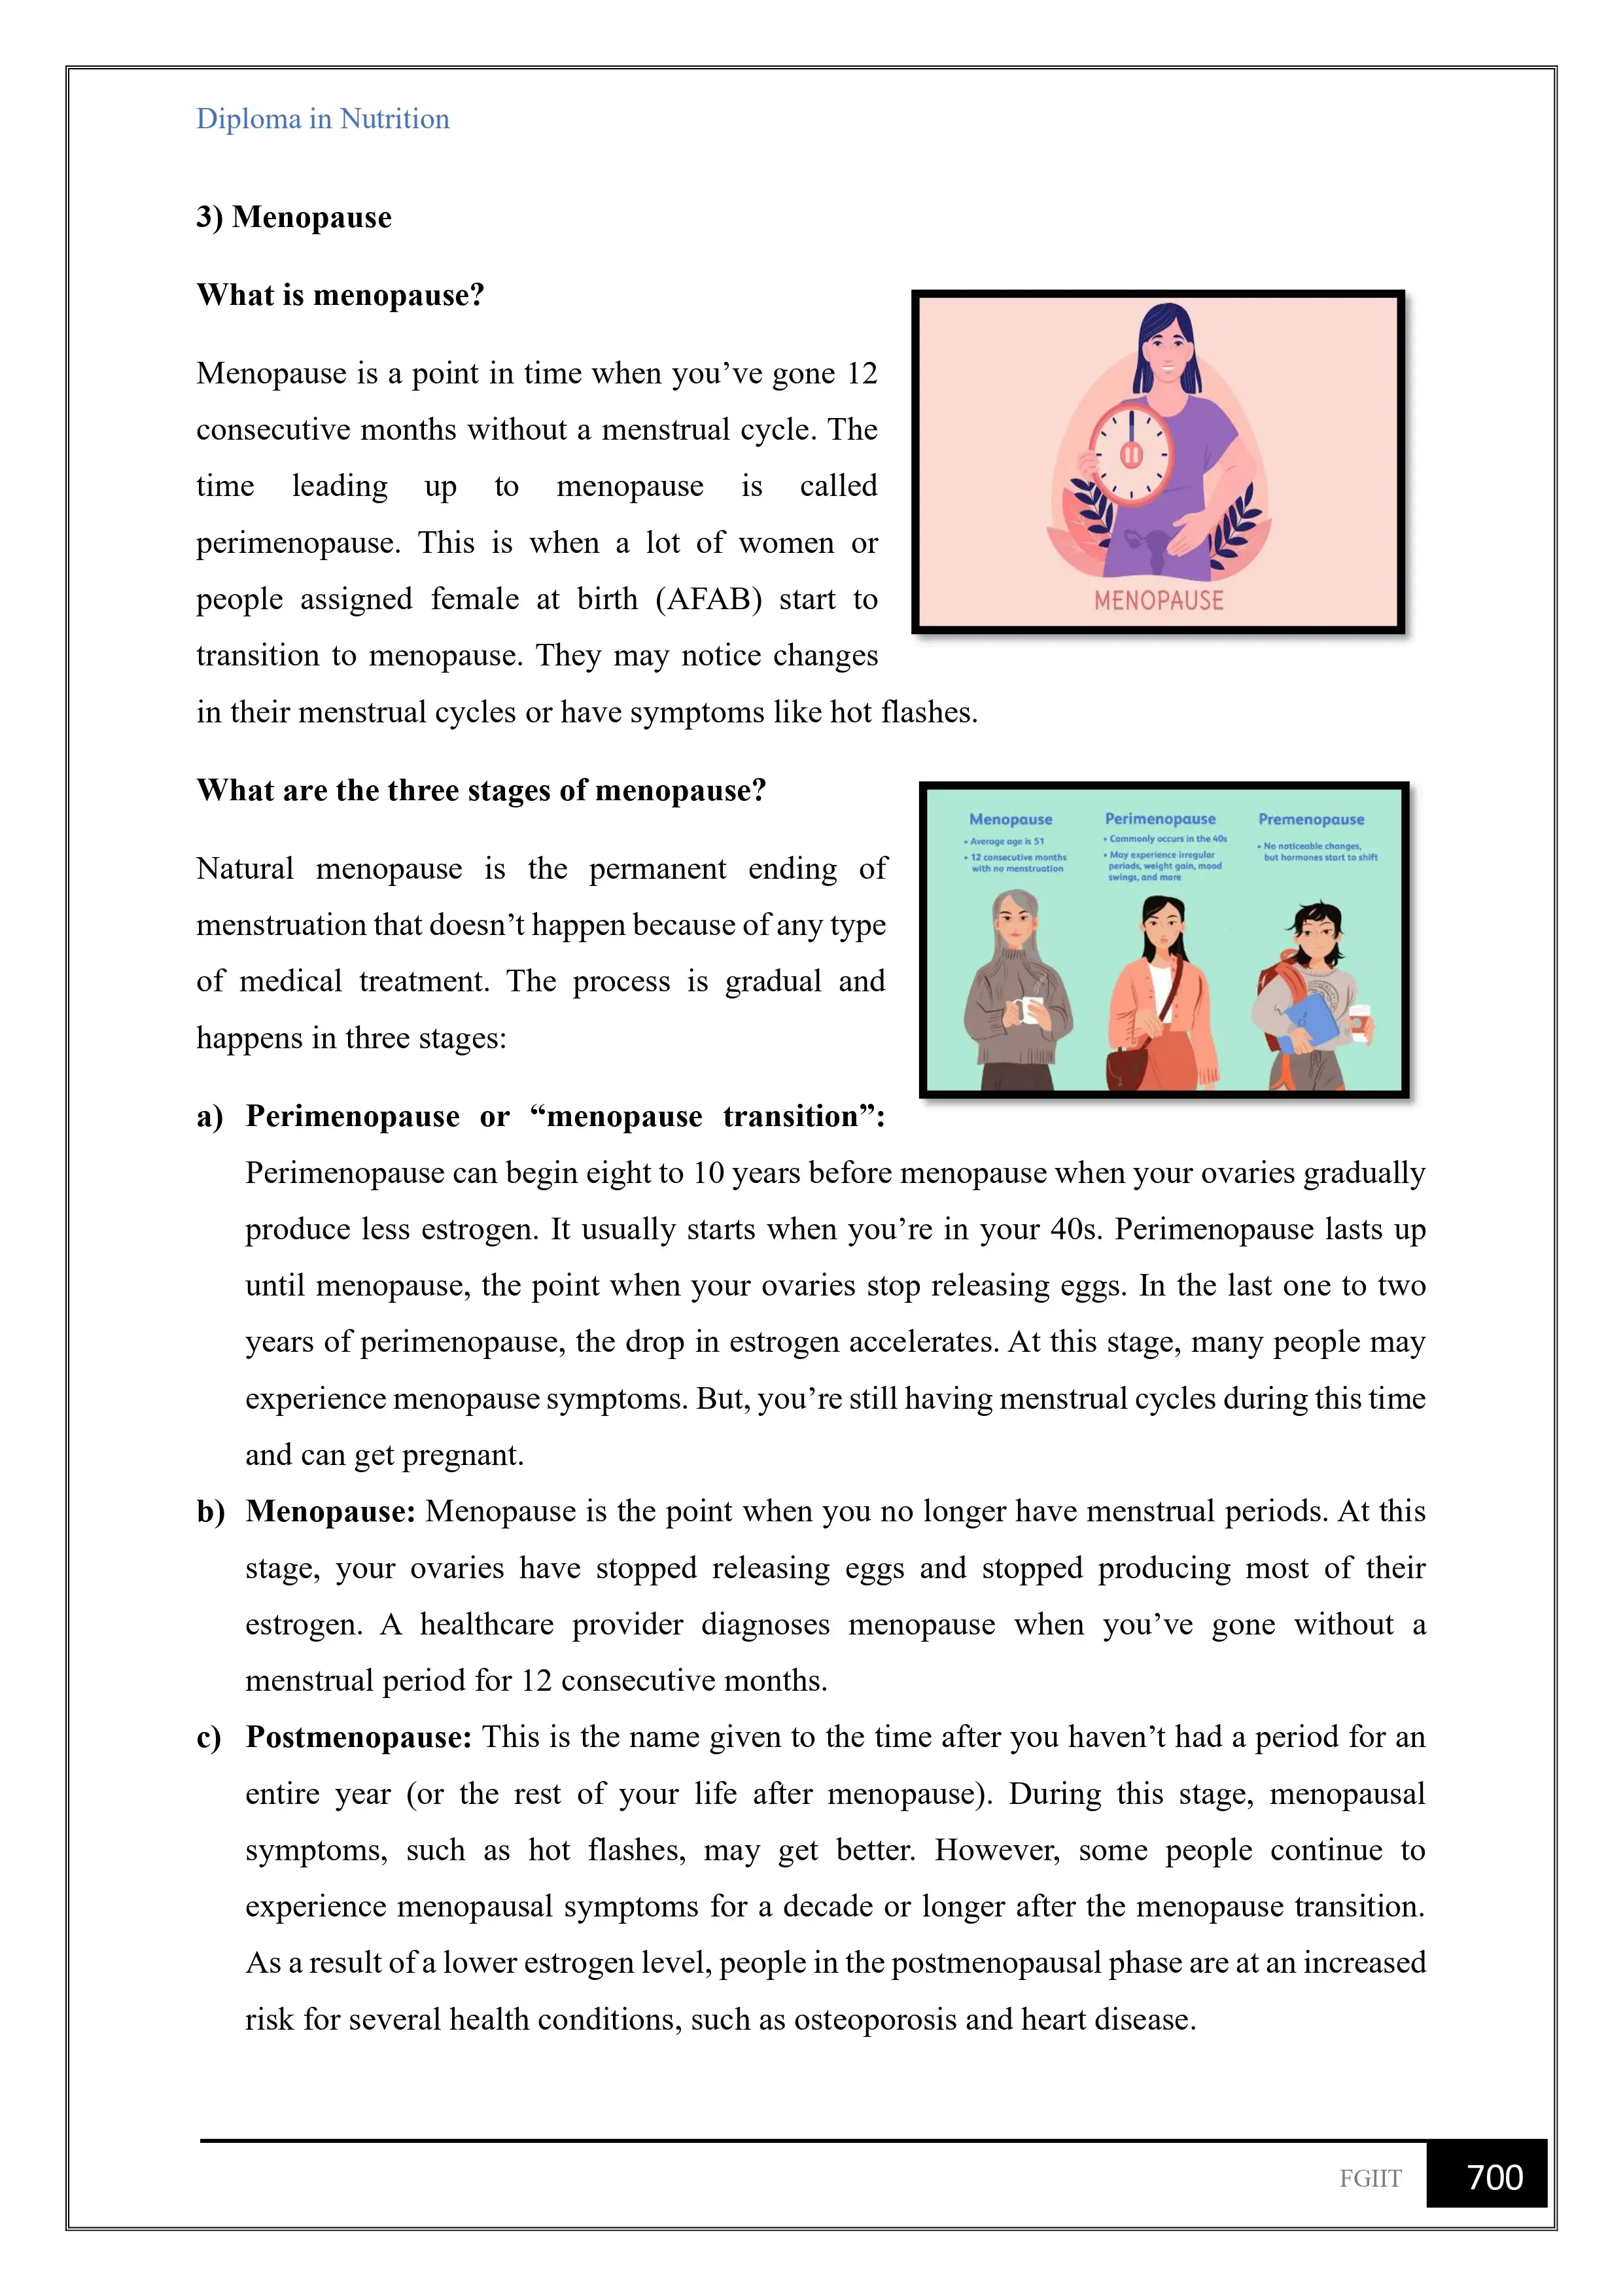 Diploma in Nutrition
3) Menopause
What is menopause?
Menopause is a point in time when you’ve gone 12
consecutive months without a menstrual cycle. The
time leading up to menopause is called
perimenopause. This is when a lot of women or
people assigned female at birth (AFAB) start to
transition to menopause. They may notice changes
in their menstrual cycles or have symptoms like hot flashes.
MENOPAUSE
What are the three stages of menopause?
Natural menopause is the permanent ending of
menstruation that doesn’t happen because of any type
of medical treatment. The process is gradual and
happens in three stages:
Menopause
• Average age is 51
• 12 consecutive months
with no menstruation
Perimenopause
• Commonly occurs in the 40s
• May experience irregular
periods, weight gain, mood
swings, and more
Premenopause
• No noticeable changes,
but hormones start to shift
a) Perimenopause or “menopause transition”:
Perimenopause can begin eight to 10 years before menopause when your ovaries gradually
produce less estrogen. It usually starts when you’re in your 40s. Perimenopause lasts up
until menopause, the point when your ovaries stop releasing eggs. In the last one to two
years of perimenopause, the drop in estrogen accelerates. At this stage, many people may
experience menopause symptoms. But, you’re still having menstrual cycles during this time
and can get pregnant.
b) Menopause: Menopause is the point when you no longer have menstrual periods. At this
stage, your ovaries have stopped releasing eggs and stopped producing most of their
estrogen. A healthcare provider diagnoses menopause when you’ve gone without a
menstrual period for 12 consecutive months.
c) Postmenopause: This is the name given to the time after you haven’t had a period for an
entire year (or the rest of your life after menopause). During this stage, menopausal
symptoms, such as hot flashes, may get better. However, some people continue to
experience menopausal symptoms for a decade or longer after the menopause transition.
As a result of a lower estrogen level, people in the postmenopausal phase are at an increased
risk for several health conditions, such as osteoporosis and heart disease.
FGIIT 700